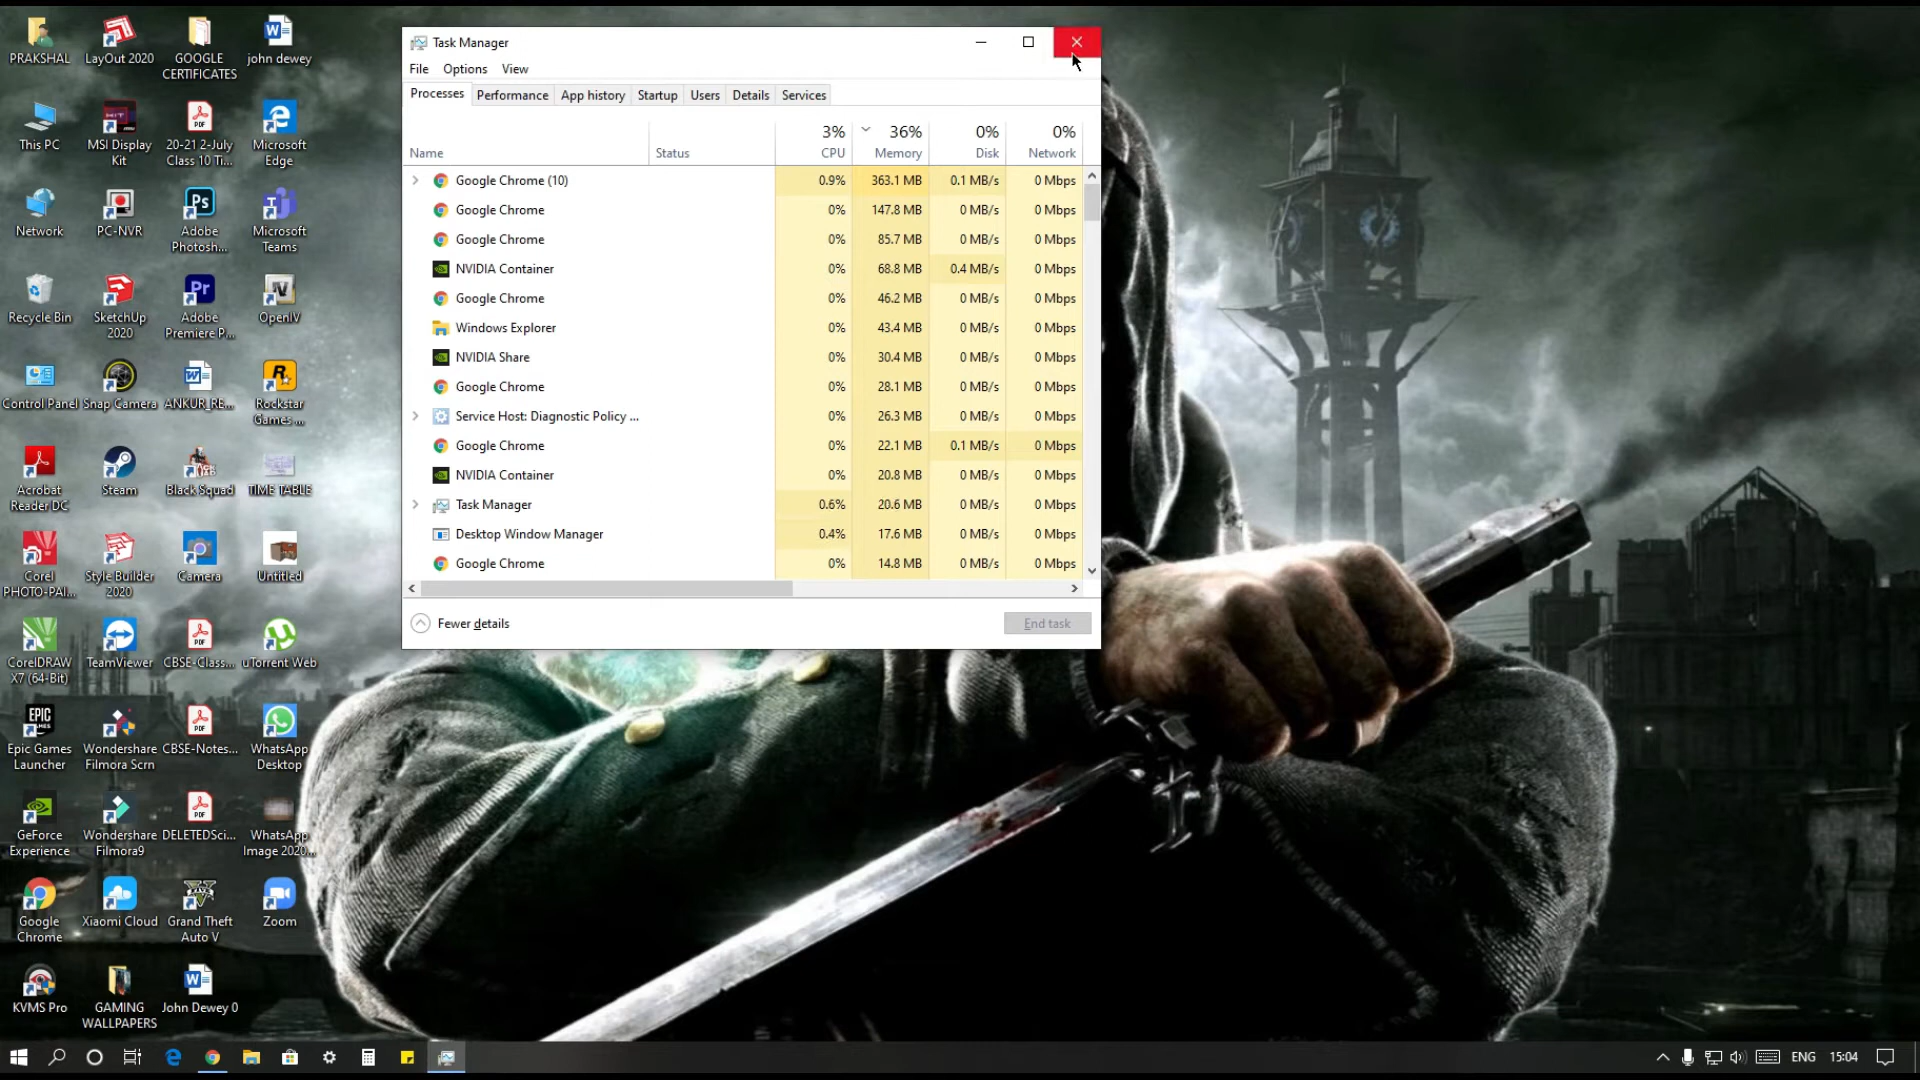 PRAKSHAL
LayOut 2020
GOOGLE
CERTIFICATES
john dewey
This PC
MSI Display
Kit
20-21 2-July
Class 10 Ti...
Microsoft
Edge
Network
PC-NVR
Adobe
Photosh...
Microsoft
Teams
Recycle Bin
SketchUp
2020
Adobe
Premiere P...
OpenIV
Control Panel
Snap Camera
ANKUR_RE...
Rockstar
Games ...
Acrobat
Reader DC
Steam
Black Squad
TIME TABLE
Corel
PHOTO-PAI...
Style Builder
2020
Camera
Untitled
CorelDRAW
X7 (64-Bit)
TeamViewer
CBSE-Class...
uTorrent Web
Epic Games
Launcher
Wondershare
Filmora Scrn
CBSE-Notes...
WhatsApp
Desktop
GeForce
Experience
Wondershare
Filmora9
DELETEDSci...
WhatsApp
Image 2020...
Google
Chrome
Xiaomi Cloud
Grand Theft
Auto V
Zoom
KVMS Pro
GAMING
WALLPAPERS
John Dewey 0
Task Manager
File Options View
Processes Performance App history Startup Users Details Services
3% 36% 0% 0%
Name Status CPU Memory Disk Network
Google Chrome (10) 0.9% 363.1 MB 0.1 MB/s 0 Mbps
Google Chrome 0% 147.8 MB 0 MB/s 0 Mbps
Google Chrome 0% 85.7 MB 0 MB/s 0 Mbps
NVIDIA Container 0% 68.8 MB 0.4 MB/s 0 Mbps
Google Chrome 0% 46.2 MB 0 MB/s 0 Mbps
Windows Explorer 0% 43.4 MB 0 MB/s 0 Mbps
NVIDIA Share 0% 30.4 MB 0 MB/s 0 Mbps
Google Chrome 0% 28.1 MB 0 MB/s 0 Mbps
Service Host: Diagnostic Policy ... 0% 26.3 MB 0 MB/s 0 Mbps
Google Chrome 0% 22.1 MB 0.1 MB/s 0 Mbps
NVIDIA Container 0% 20.8 MB 0 MB/s 0 Mbps
Task Manager 0.6% 20.6 MB 0 MB/s 0 Mbps
Desktop Window Manager 0.4% 17.6 MB 0 MB/s 0 Mbps
Google Chrome 0% 14.8 MB 0 MB/s 0 Mbps
Fewer details End task
ENG 15:04